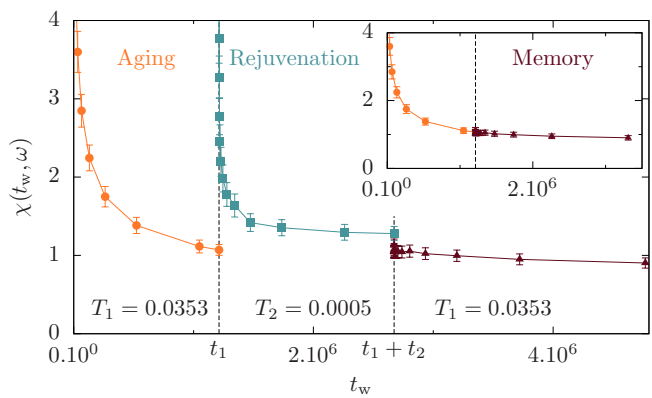 χ(t_w, ω)
4
3
2
1
0
Aging
Rejuvenation
Memory
4
2
0
0.10^0
2.10^6
T_1 = 0.0353
T_2 = 0.0005
T_1 = 0.0353
0.10^0
t_1
2.10^6
t_1 + t_2
4.10^6
t_w